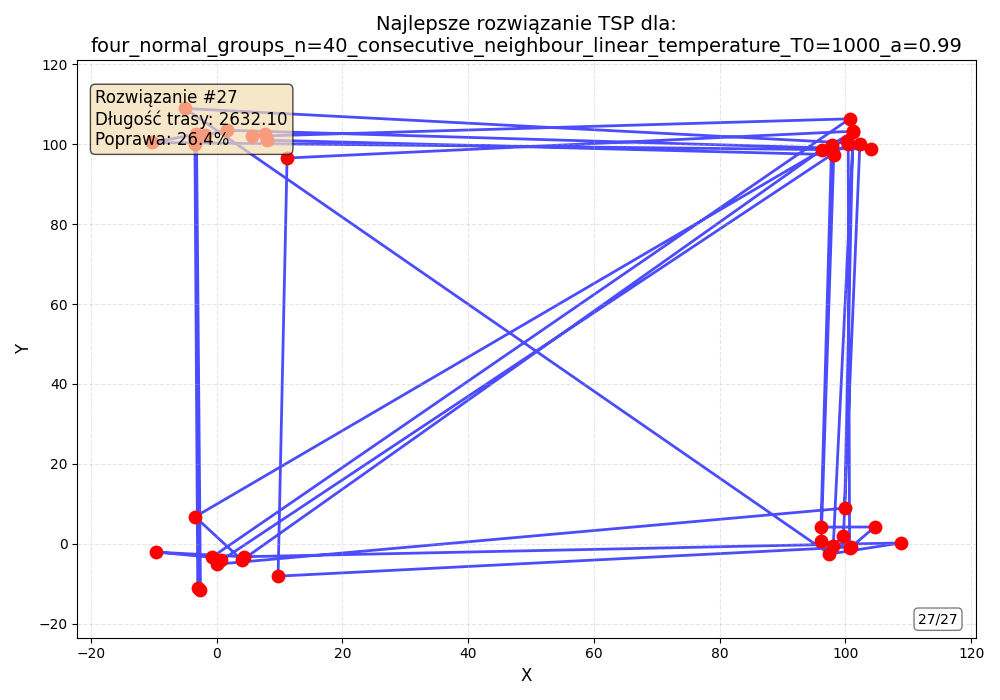 Najlepsze rozwiązanie TSP dla:
four_normal_groups_n=40_consecutive_neighbour_linear_temperature_T0=1000_a=0.99
Rozwiązanie #27
Długość trasy: 2632.10
Poprawa: 26.4%
120
100
80
60
40
20
0
−20
Y
27/27
−20
0
20
40
60
80
100
120
X